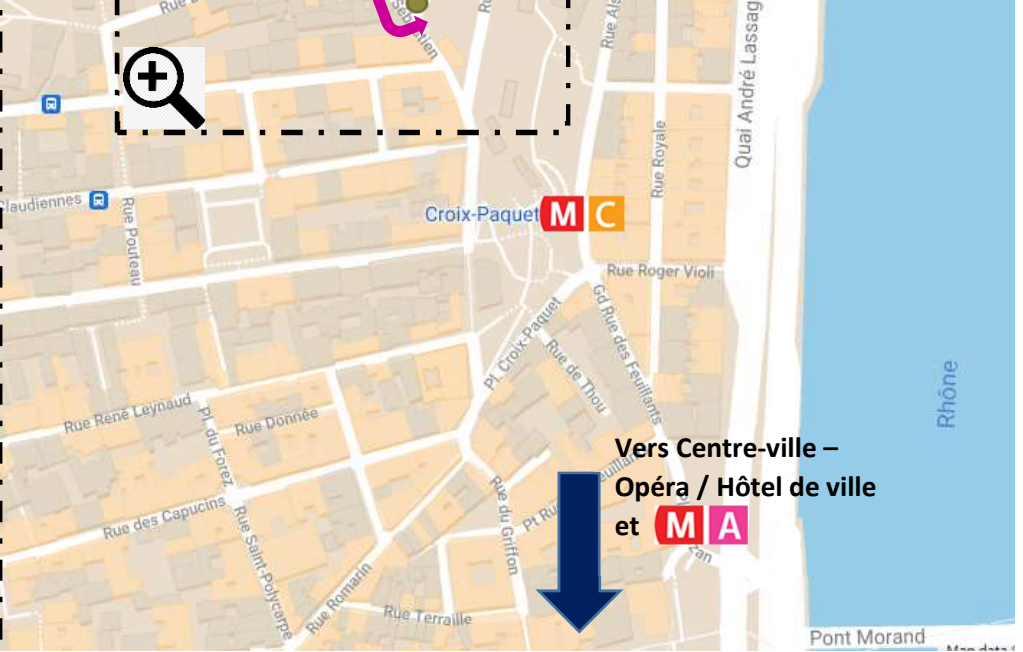 Quai André Lassag
Rue Royale
Croix-Paquet M C
laudiennes
Rue Pouteau
Rue Roger Violi
Gd Rue des Feuillants
Pl. Croix-Paquet
Rue de Thou
Rhône
Rue René Leynaud
Pl. du Forez
Rue Donnée
Vers Centre-ville –
Opéra / Hôtel de ville
et M A
Rue des Capucins
Rue du Griffon
Rue Saint-Polycarpe
Rue Romarin
Rue Terraille
Pont Morand